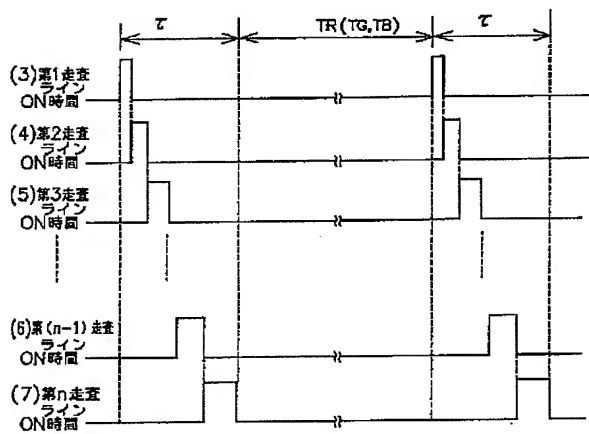 τ TR(TG,TB) τ
(3)第1走査
ライン
ON時間
(4)第2走査
ライン
ON時間
(5)第3走査
ライン
ON時間
(6)第(n-1)走査
ライン
ON時間
(7)第n走査
ライン
ON時間